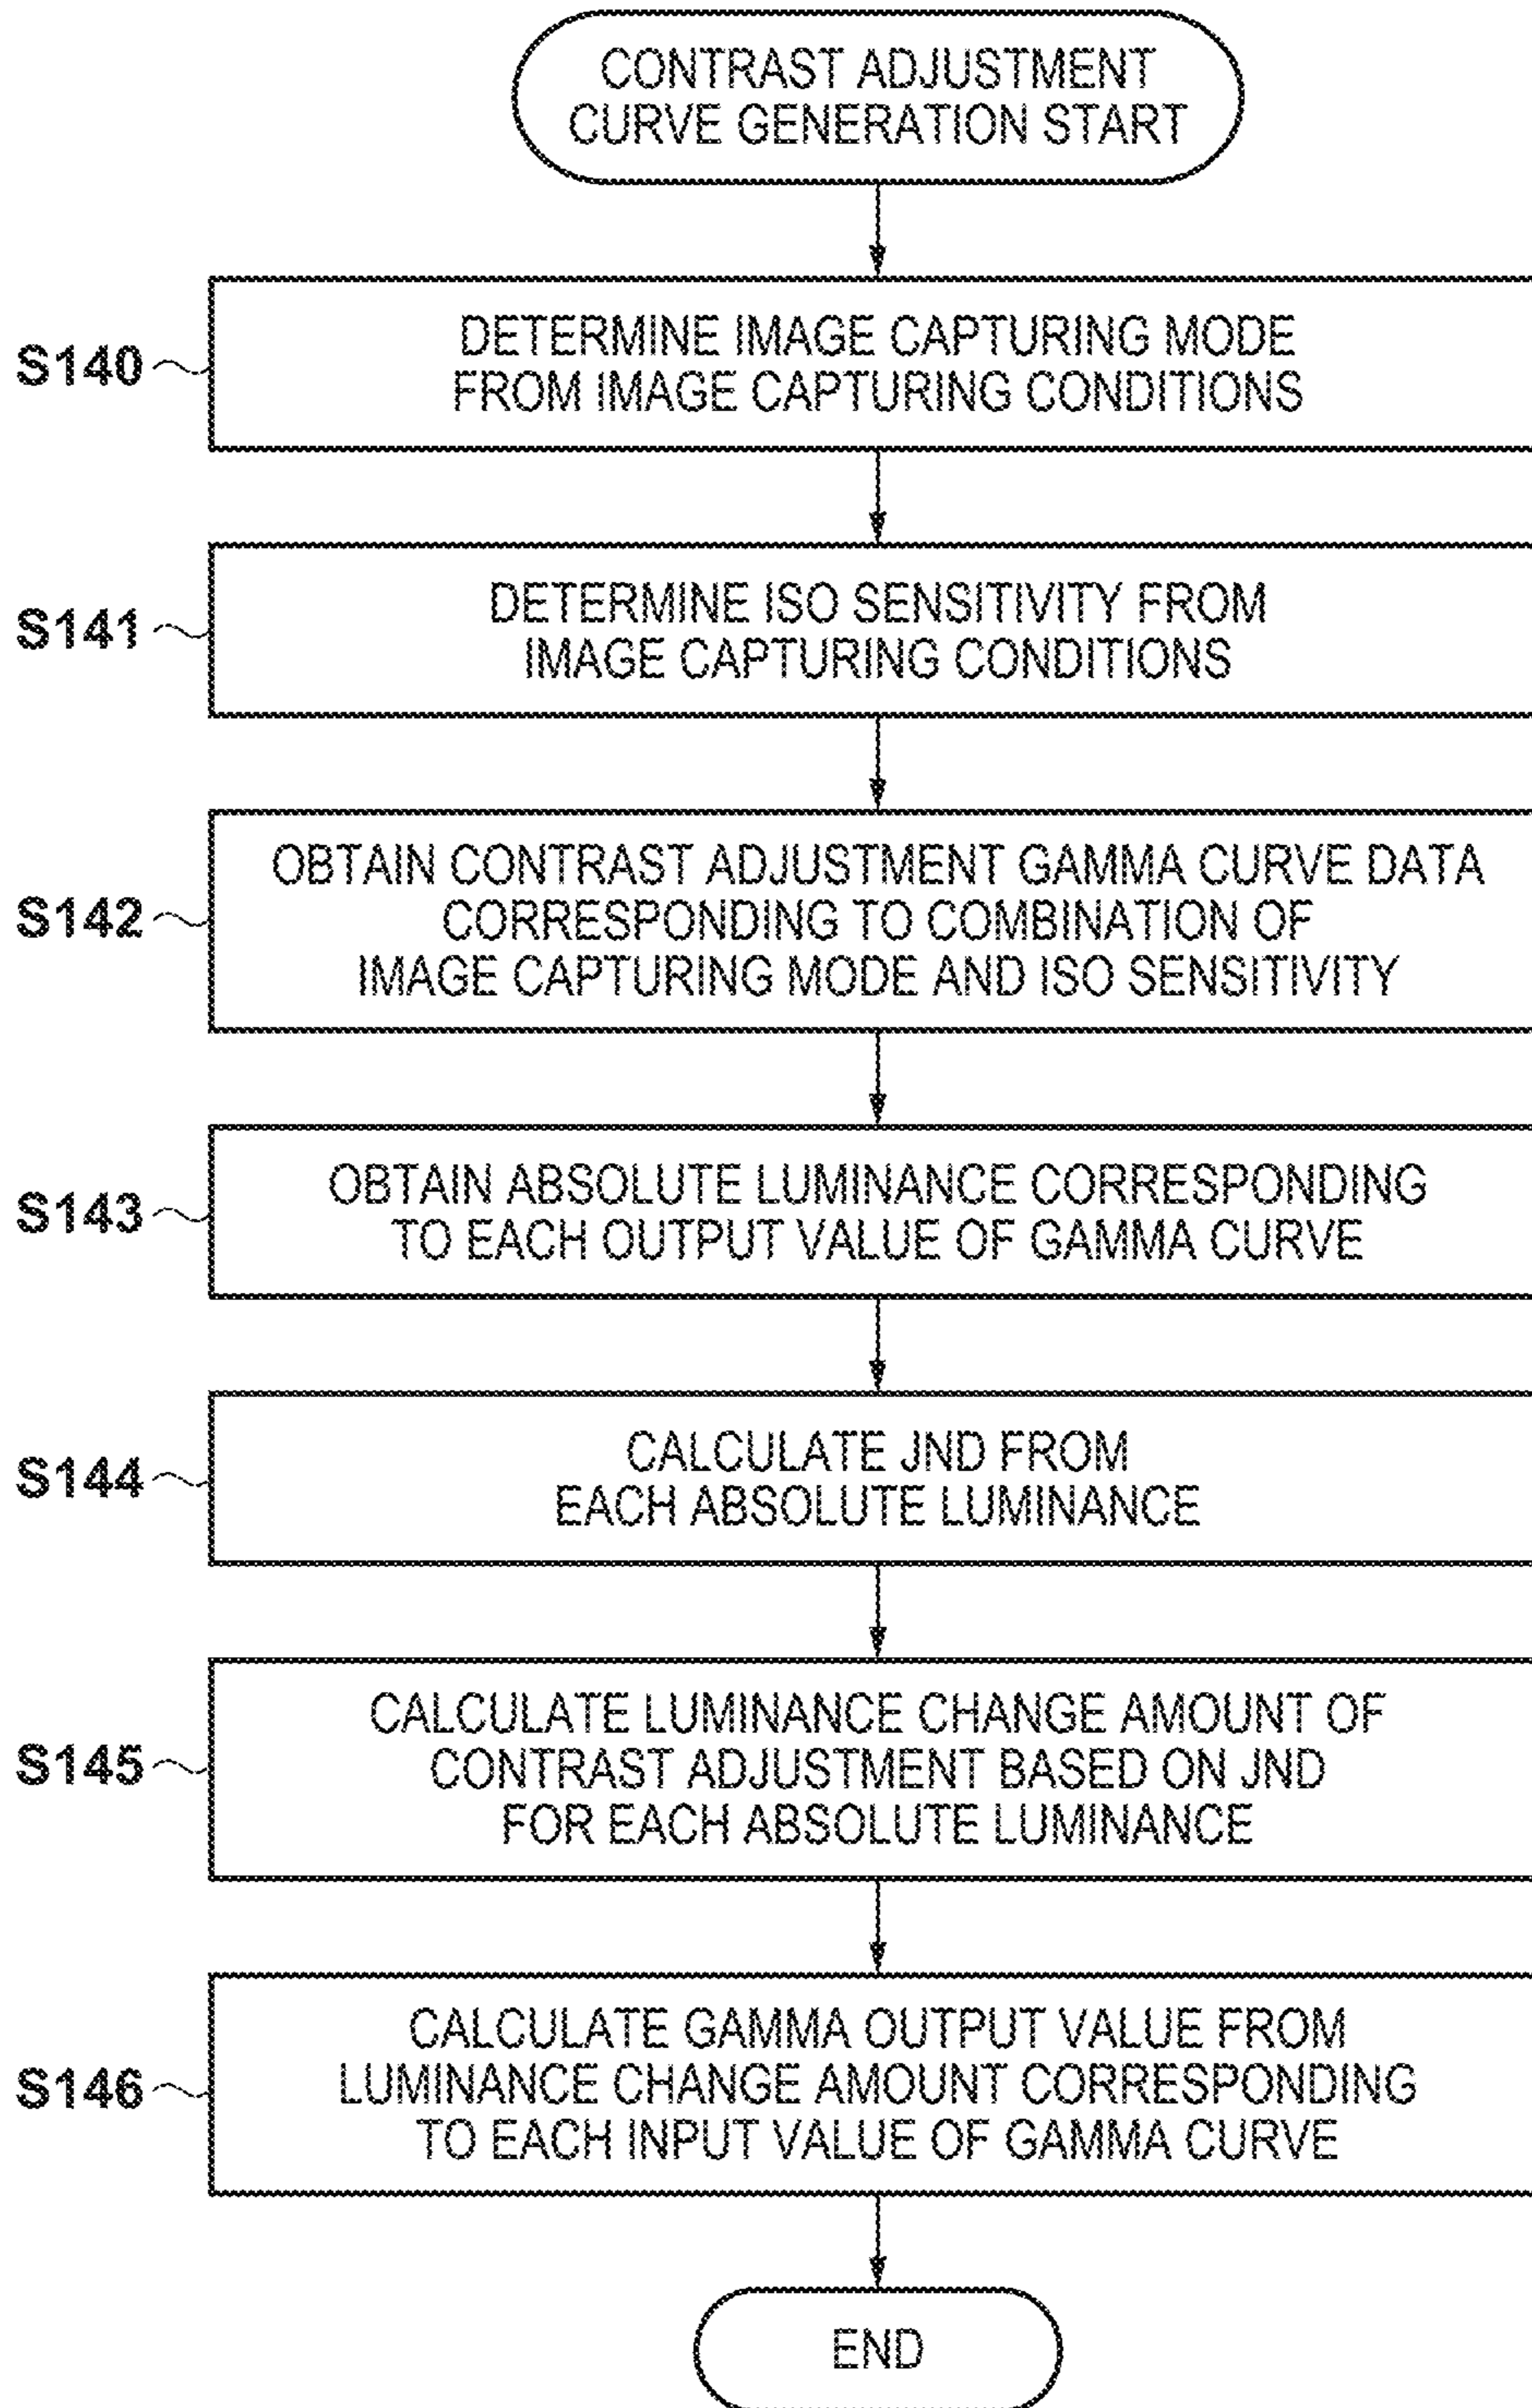 CONTRAST ADJUSTMENT
CURVE GENERATION START
S140
DETERMINE IMAGE CAPTURING MODE
FROM IMAGE CAPTURING CONDITIONS
S141
DETERMINE ISO SENSITIVITY FROM
IMAGE CAPTURING CONDITIONS
S142
OBTAIN CONTRAST ADJUSTMENT GAMMA CURVE DATA
CORRESPONDING TO COMBINATION OF
IMAGE CAPTURING MODE AND ISO SENSITIVITY
S143
OBTAIN ABSOLUTE LUMINANCE CORRESPONDING
TO EACH OUTPUT VALUE OF GAMMA CURVE
S144
CALCULATE JND FROM
EACH ABSOLUTE LUMINANCE
S145
CALCULATE LUMINANCE CHANGE AMOUNT OF
CONTRAST ADJUSTMENT BASED ON JND
FOR EACH ABSOLUTE LUMINANCE
S146
CALCULATE GAMMA OUTPUT VALUE FROM
LUMINANCE CHANGE AMOUNT CORRESPONDING
TO EACH INPUT VALUE OF GAMMA CURVE
END